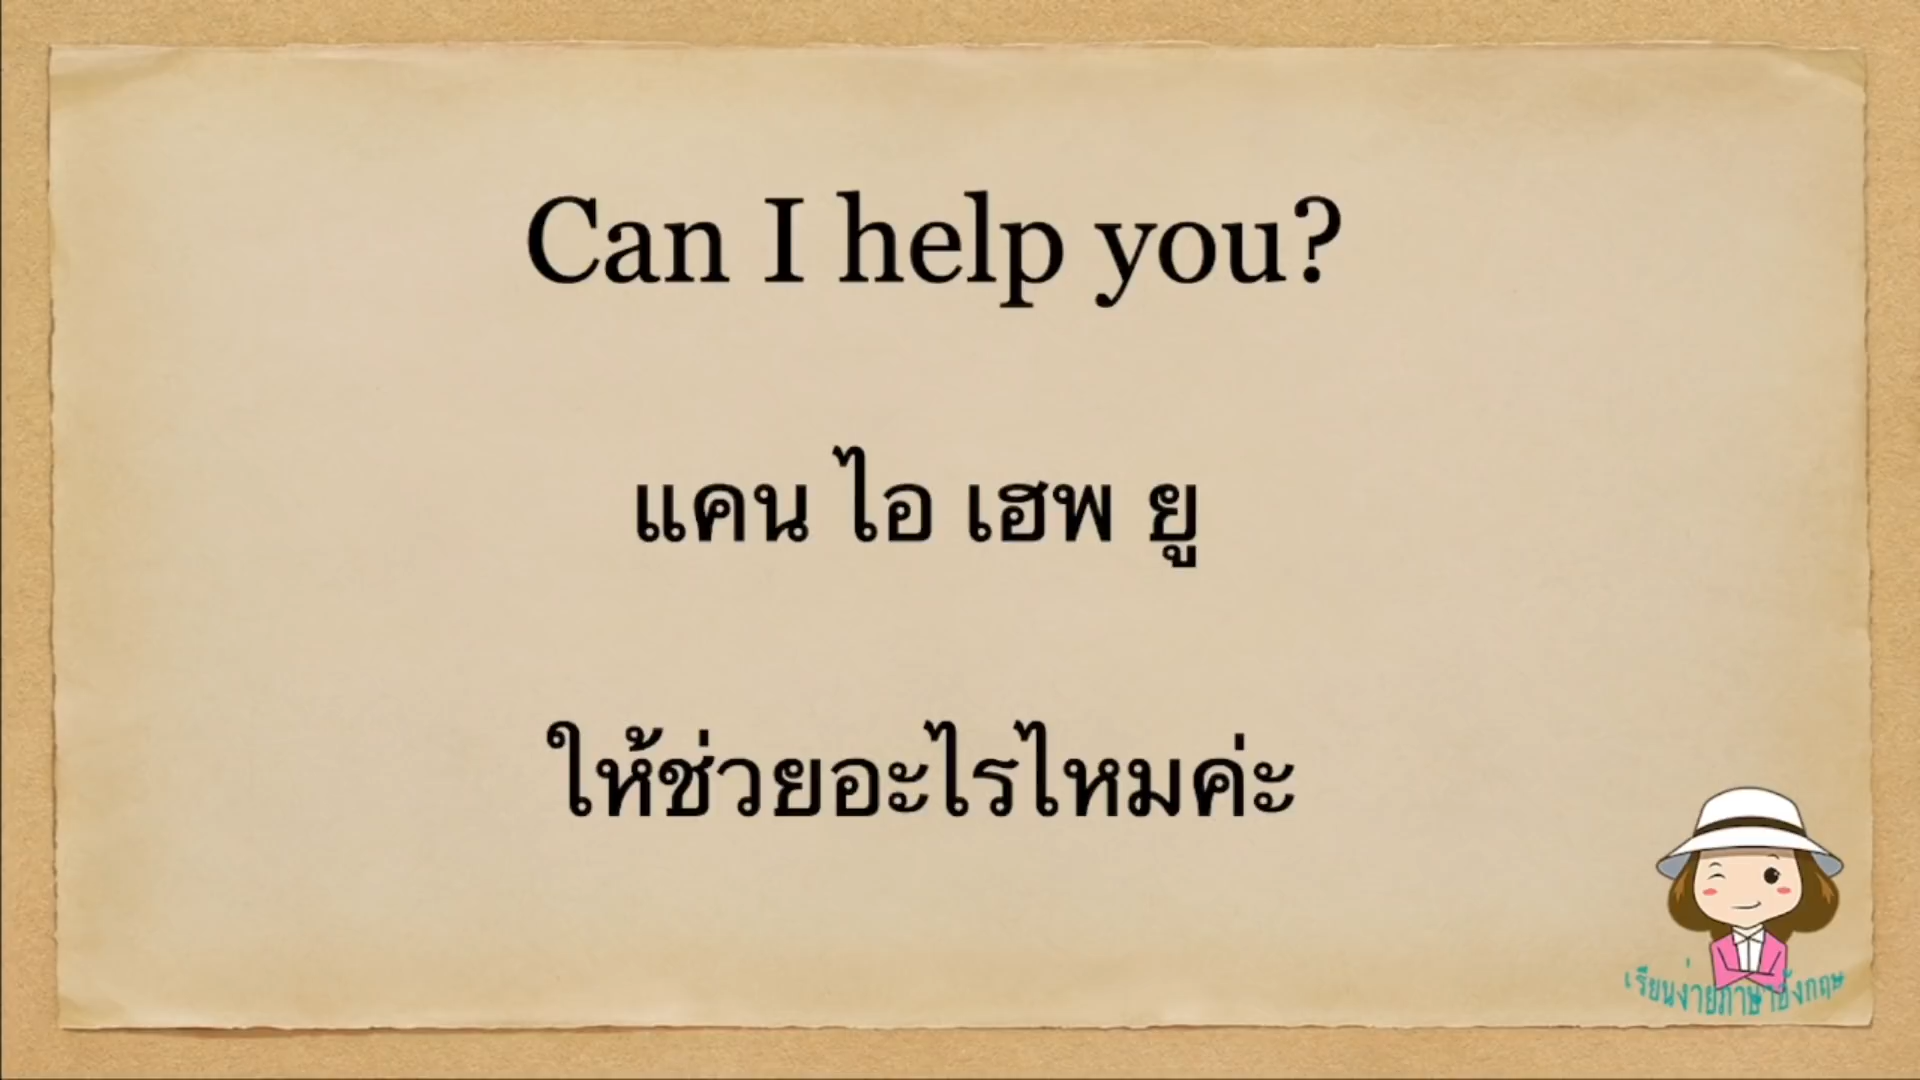 Can I help you?
แคน ไอ เฮพ ยู
ให้ช่วยอะไรไหมค่ะ
เรียนง่ายภาษาอังกฤษ